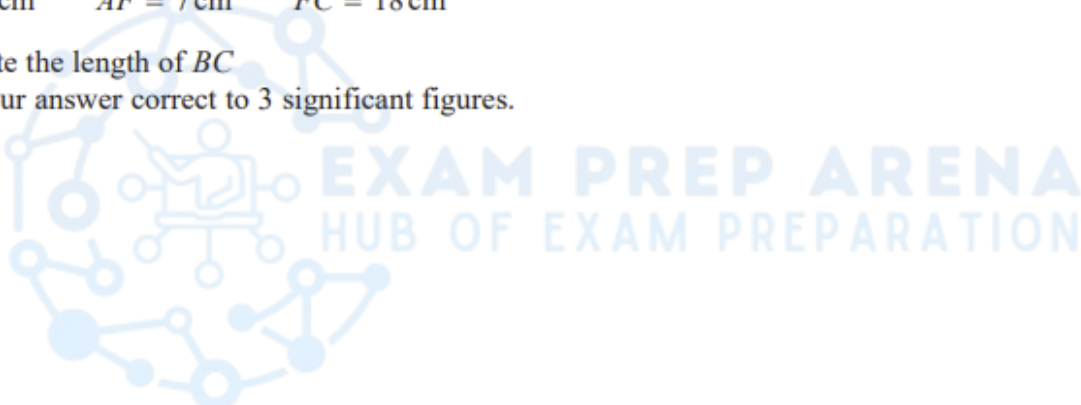 cm AF = 7 cm FC = 18 cm
te the length of BC
ur answer correct to 3 significant figures.
EXAM PREP ARENA
HUB OF EXAM PREPARATION